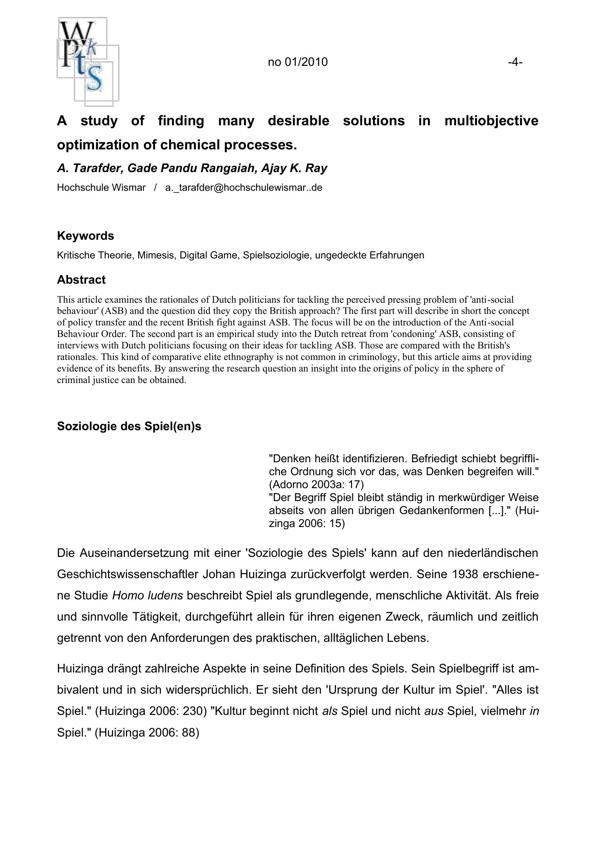 W
P k
t s
S
no 01/2010 -4-
A study of finding many desirable solutions in multiobjective
optimization of chemical processes.
A. Tarafder, Gade Pandu Rangaiah, Ajay K. Ray
Hochschule Wismar / a._tarafder@hochschulewismar..de
Keywords
Kritische Theorie, Mimesis, Digital Game, Spielsoziologie, ungedeckte Erfahrungen
Abstract
This article examines the rationales of Dutch politicians for tackling the perceived pressing problem of 'anti-social
behaviour' (ASB) and the question did they copy the British approach? The first part will describe in short the concept
of policy transfer and the recent British fight against ASB. The focus will be on the introduction of the Anti-social
Behaviour Order. The second part is an empirical study into the Dutch retreat from 'condoning' ASB, consisting of
interviews with Dutch politicians focusing on their ideas for tackling ASB. Those are compared with the British's
rationales. This kind of comparative elite ethnography is not common in criminology, but this article aims at providing
evidence of its benefits. By answering the research question an insight into the origins of policy in the sphere of
criminal justice can be obtained.
Soziologie des Spiel(en)s
"Denken heißt identifizieren. Befriedigt schiebt begriffli-
che Ordnung sich vor das, was Denken begreifen will."
(Adorno 2003a: 17)
"Der Begriff Spiel bleibt ständig in merkwürdiger Weise
abseits von allen übrigen Gedankenformen [...]." (Hui-
zinga 2006: 15)
Die Auseinandersetzung mit einer 'Soziologie des Spiels' kann auf den niederländischen
Geschichtswissenschaftler Johan Huizinga zurückverfolgt werden. Seine 1938 erschiene-
ne Studie Homo ludens beschreibt Spiel als grundlegende, menschliche Aktivität. Als freie
und sinnvolle Tätigkeit, durchgeführt allein für ihren eigenen Zweck, räumlich und zeitlich
getrennt von den Anforderungen des praktischen, alltäglichen Lebens.
Huizinga drängt zahlreiche Aspekte in seine Definition des Spiels. Sein Spielbegriff ist am-
bivalent und in sich widersprüchlich. Er sieht den 'Ursprung der Kultur im Spiel'. "Alles ist
Spiel." (Huizinga 2006: 230) "Kultur beginnt nicht als Spiel und nicht aus Spiel, vielmehr in
Spiel." (Huizinga 2006: 88)